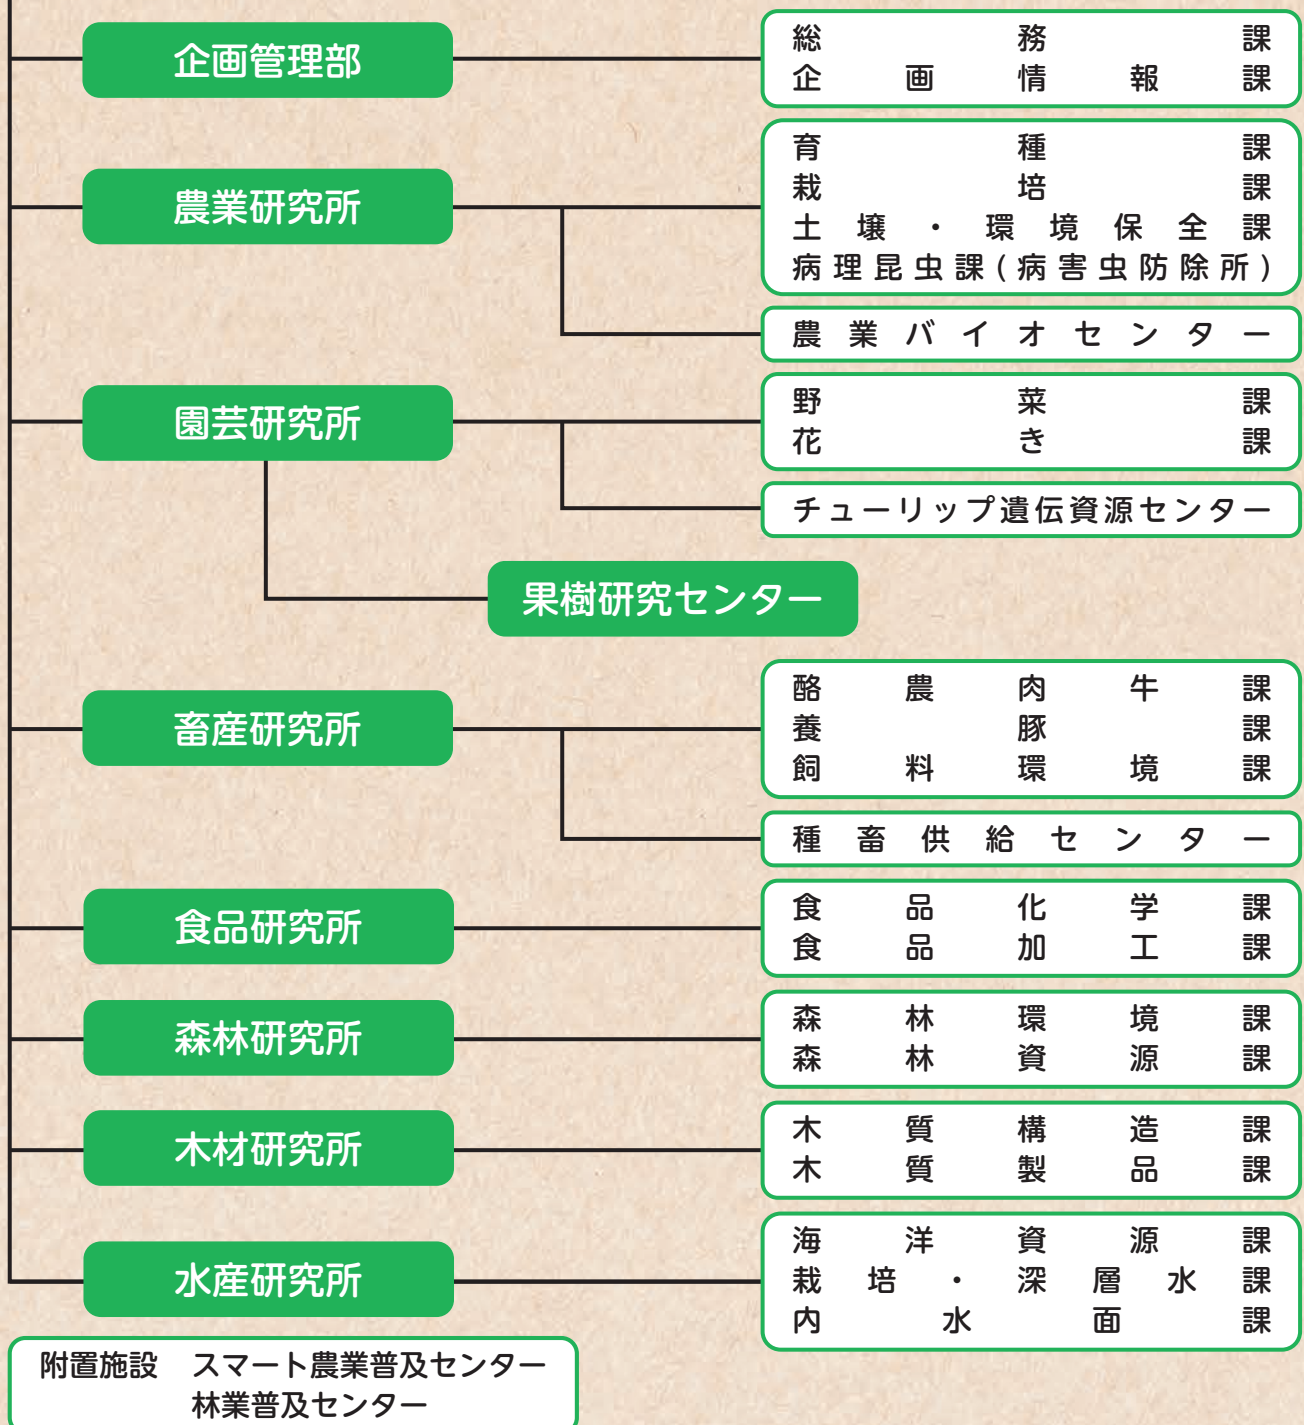 企画管理部
総務課
企画情報課
農業研究所
育種課
栽培課
土壌・環境保全課
病理昆虫課(病害虫防除所)
農業バイオセンター
園芸研究所
野菜課
花き課
チューリップ遺伝資源センター
果樹研究センター
畜産研究所
酪農肉牛課
養豚課
飼料環境課
種畜供給センター
食品研究所
食品化学課
食品加工課
森林研究所
森林環境課
森林資源課
木材研究所
木質構造課
木質製品課
水産研究所
海洋資源課
栽培・深層水課
内水面課
附置施設 スマート農業普及センター
林業普及センター